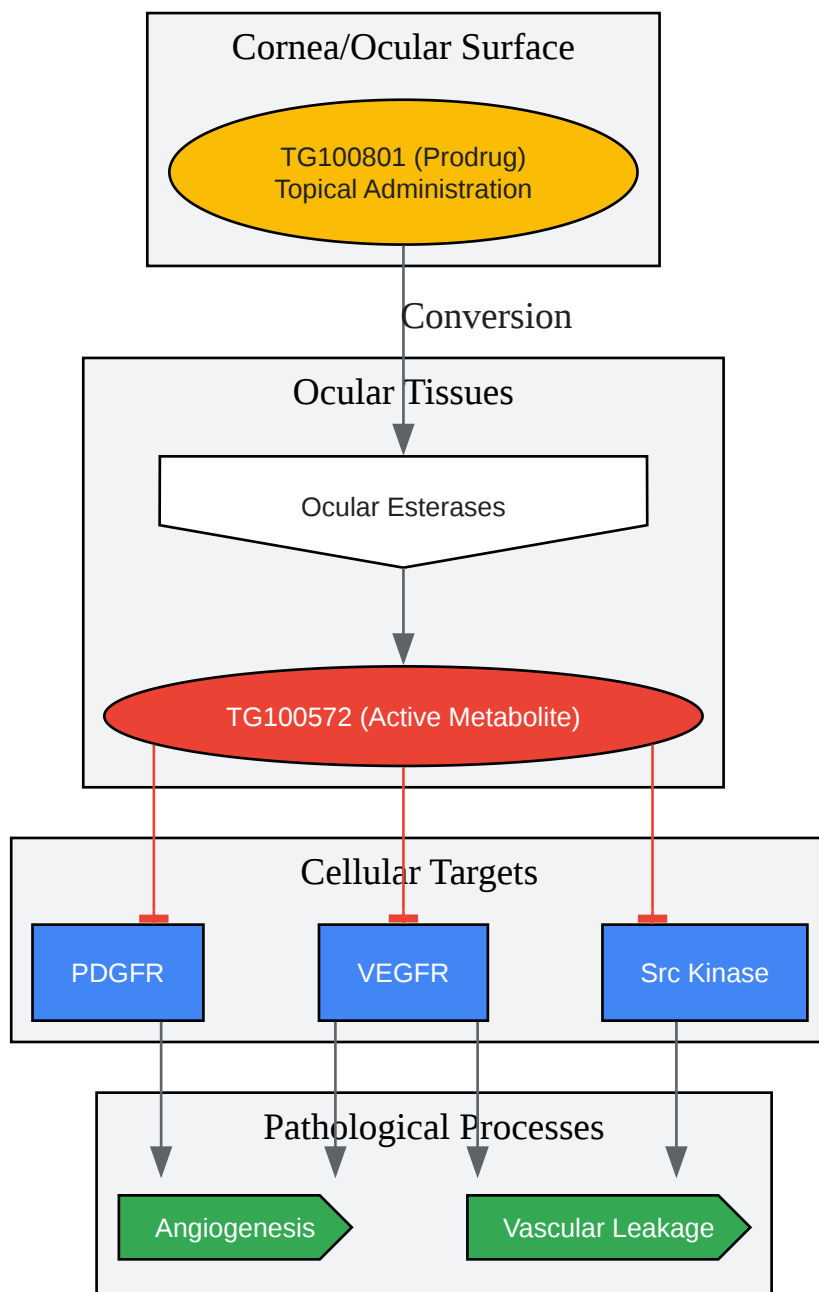 Cornea/Ocular Surface
TG100801 (Prodrug)
Topical Administration
Conversion
Ocular Tissues
Ocular Esterases
TG100572 (Active Metabolite)
Cellular Targets
PDGFR
VEGFR
Src Kinase
Pathological Processes
Angiogenesis
Vascular Leakage